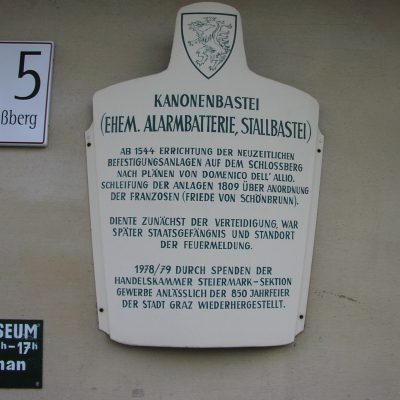 5
ßberg
KANONENBASTEI
(EHEM. ALARMBATTERIE, STALLBASTEI)
AB 1544 ERRICHTUNG DER NEUZEITLICHEN
BEFESTIGUNGSANLAGEN AUF DEM SCHLOSSBERG
NACH PLÄNEN VON DOMENICO DELL' ALLIO.
SCHLEIFUNG DER ANLAGEN 1809 ÜBER ANORDNUNG
DER FRANZOSEN (FRIEDE VON SCHÖNBRUNN).
DIENTE ZUNÄCHST DER VERTEIDIGUNG, WAR
SPÄTER STAATSGEFÄNGNIS UND STANDORT
DER FEUERMELDUNG.
1978/79 DURCH SPENDEN DER
HANDELSKAMMER STEIERMARK-SEKTION
GEWERBE ANLÄSSLICH DER 850 JAHRFEIER
DER STADT GRAZ WIEDERHERGESTELLT.
SEUM
h-17h
man